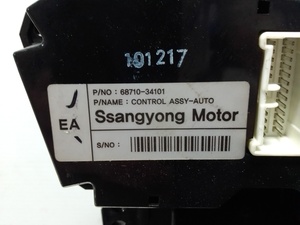 101217
P/NO : 68710-34101
P/NAME : CONTROL ASSY-AUTO
EA
Ssangyong Motor
S/NO :